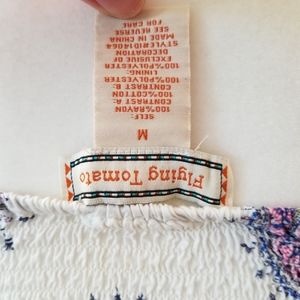 Flying Tomato
M
SELF:
100%RAYON
CONTRAST A:
100%COTTON
CONTRAST B:
100%POLYESTER
LINING:
100%POLYESTER
EXCLUSIVE OF
DECORATION
STYLE#IDT4064
MADE IN CHINA
SEE REVERSE
FOR CARE